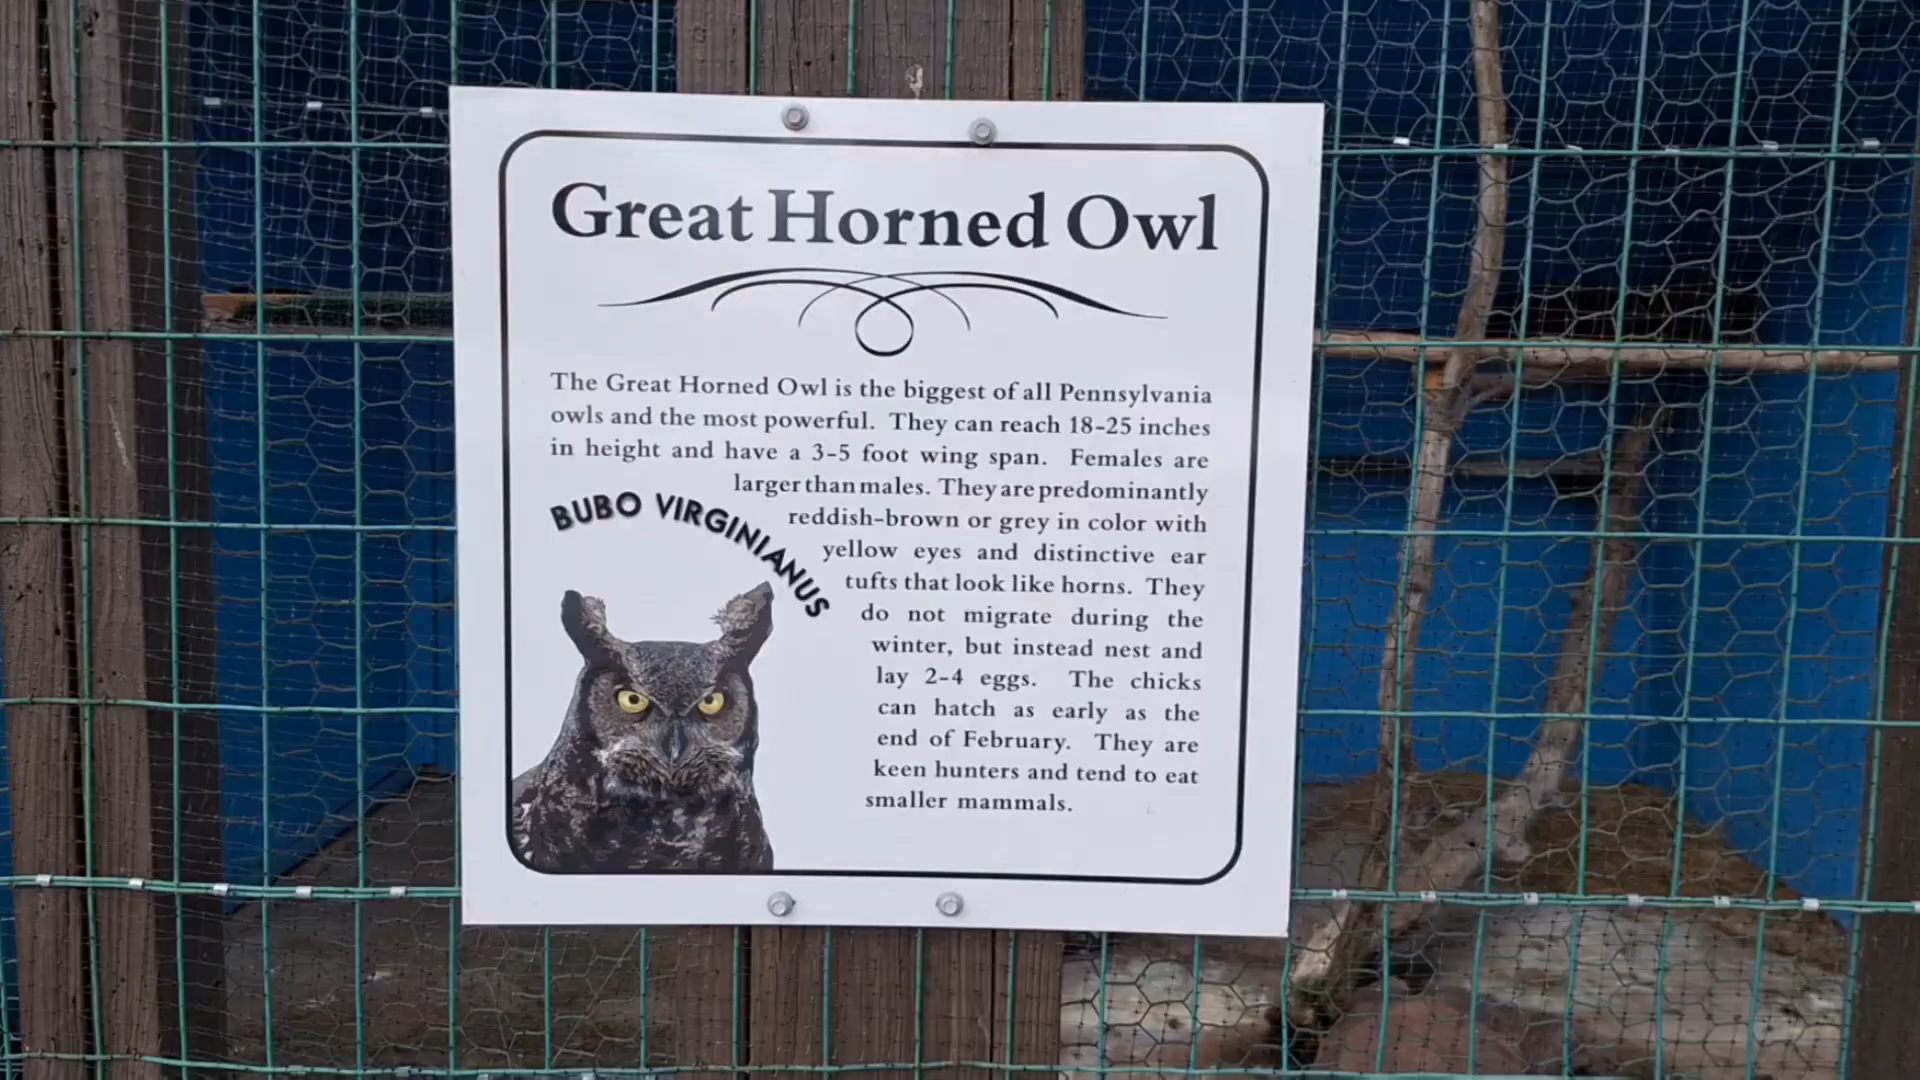 Great Horned Owl
The Great Horned Owl is the biggest of all Pennsylvania
owls and the most powerful. They can reach 18-25 inches
in height and have a 3-5 foot wing span. Females are
larger than males. They are predominantly
reddish-brown or grey in color with
yellow eyes and distinctive ear
tufts that look like horns. They
do not migrate during the
winter, but instead nest and
lay 2-4 eggs. The chicks
can hatch as early as the
end of February. They are
keen hunters and tend to eat
smaller mammals.
BUBO VIRGINIANUS